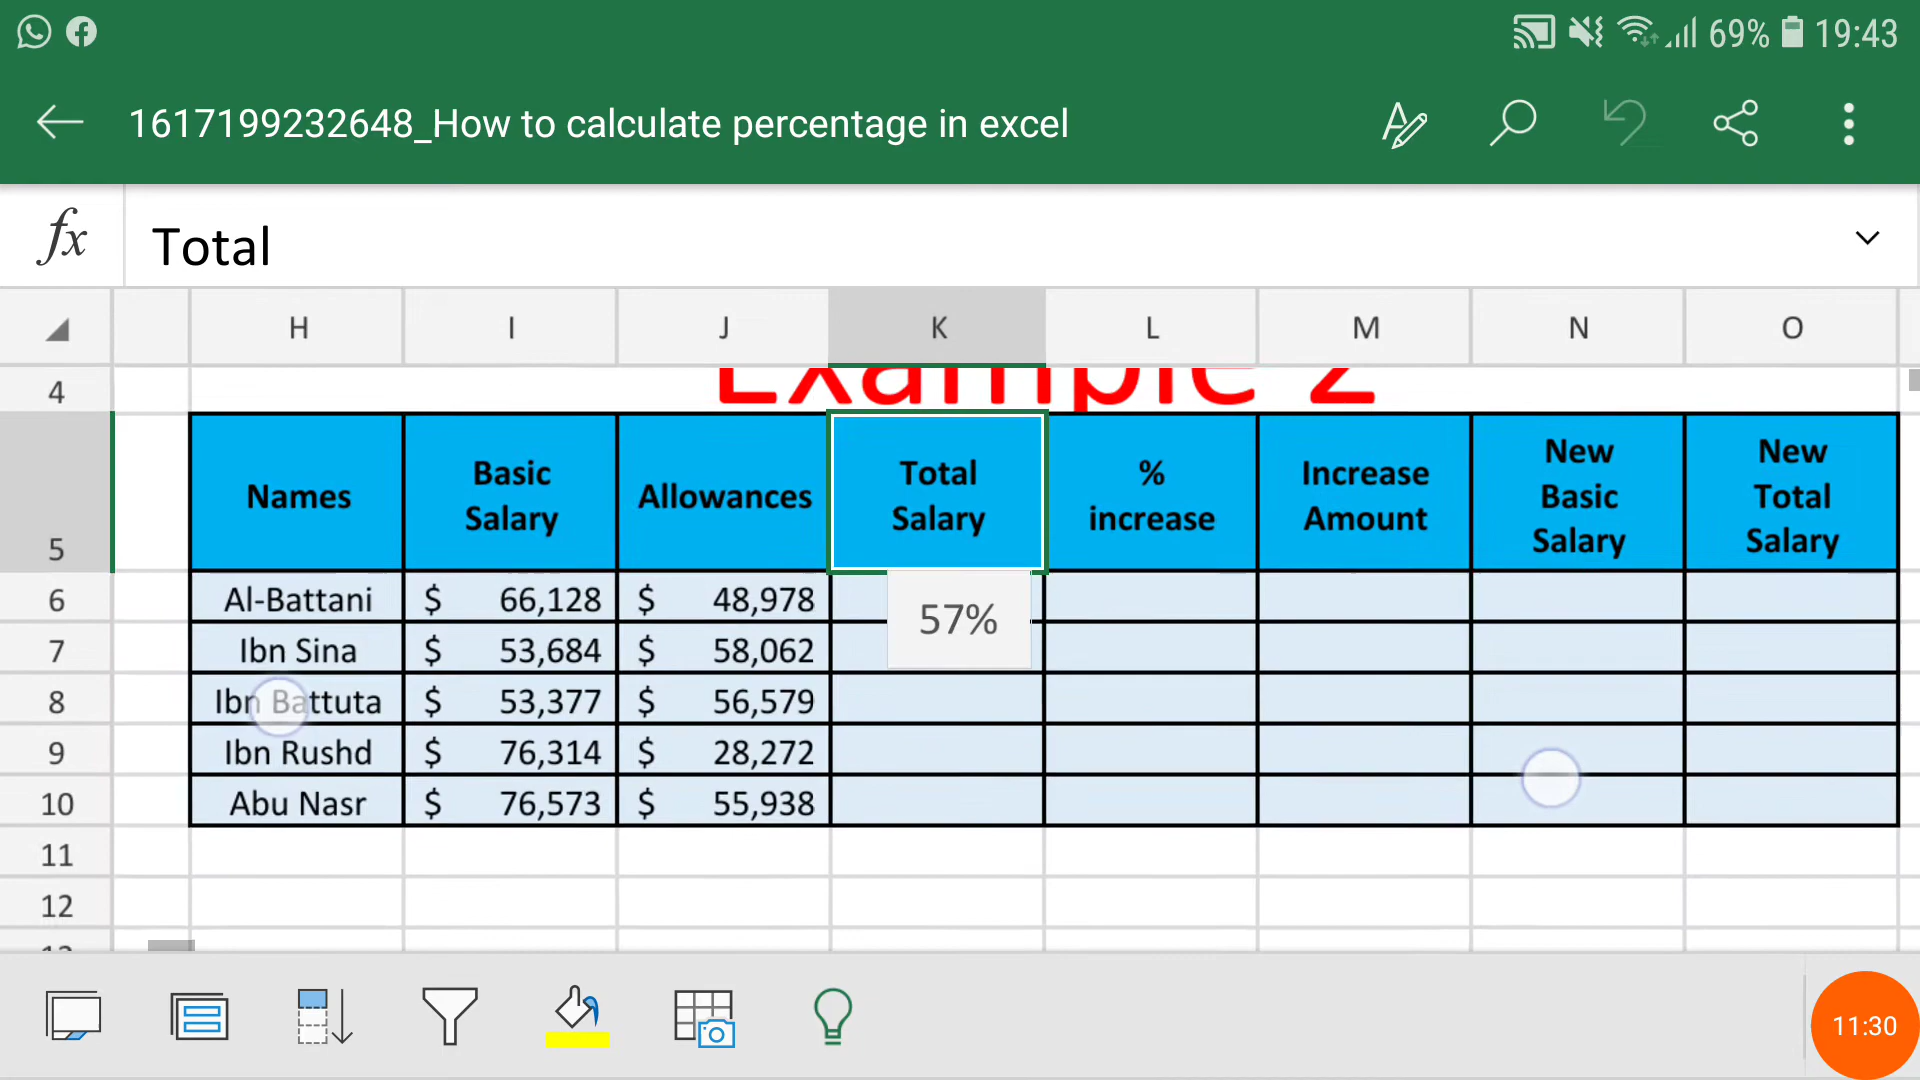 69% 19:43
1617199232648_How to calculate percentage in excel
fx Total
H I J K L M N O
4 Example 2
5 Names Basic Salary Allowances Total Salary % increase Increase Amount New Basic Salary New Total Salary
6 Al-Battani $ 66,128 $ 48,978
57%
7 Ibn Sina $ 53,684 $ 58,062
8 Ibn Battuta $ 53,377 $ 56,579
9 Ibn Rushd $ 76,314 $ 28,272
10 Abu Nasr $ 76,573 $ 55,938
11
12
11:30